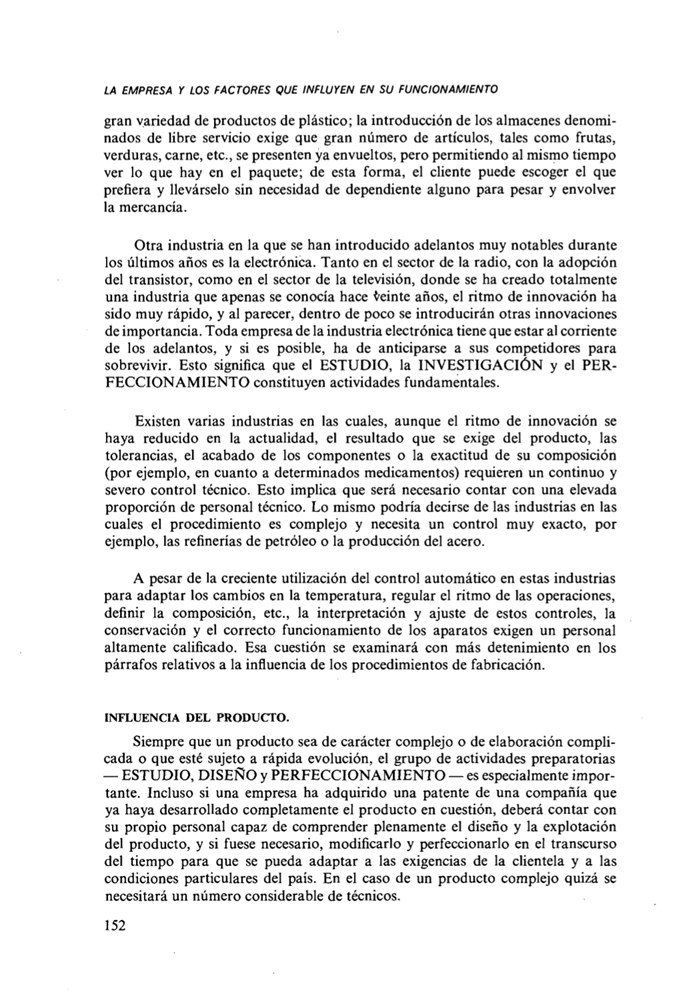 LA EMPRESA Y LOS FACTORES QUE INFLUYEN EN SU FUNCIONAMIENTO
gran variedad de productos de plástico; la introducción de los almacenes denomi-
nados de libre servicio exige que gran número de artículos, tales como frutas,
verduras, carne, etc., se presenten ya envueltos, pero permitiendo al mismo tiempo
ver lo que hay en el paquete; de esta forma, el cliente puede escoger el que
prefiera y llevárselo sin necesidad de dependiente alguno para pesar y envolver
la mercancía.
Otra industria en la que se han introducido adelantos muy notables durante
los últimos años es la electrónica. Tanto en el sector de la radio, con la adopción
del transistor, como en el sector de la televisión, donde se ha creado totalmente
una industria que apenas se conocía hace veinte años, el ritmo de innovación ha
sido muy rápido, y al parecer, dentro de poco se introducirán otras innovaciones
de importancia. Toda empresa de la industria electrónica tiene que estar al corriente
de los adelantos, y si es posible, ha de anticiparse a sus competidores para
sobrevivir. Esto significa que el ESTUDIO, la INVESTIGACIÓN y el PER-
FECCIONAMIENTO constituyen actividades fundamentales.
Existen varias industrias en las cuales, aunque el ritmo de innovación se
haya reducido en la actualidad, el resultado que se exige del producto, las
tolerancias, el acabado de los componentes o la exactitud de su composición
(por ejemplo, en cuanto a determinados medicamentos) requieren un continuo y
severo control técnico. Esto implica que será necesario contar con una elevada
proporción de personal técnico. Lo mismo podría decirse de las industrias en las
cuales el procedimiento es complejo y necesita un control muy exacto, por
ejemplo, las refinerías de petróleo o la producción del acero.
A pesar de la creciente utilización del control automático en estas industrias
para adaptar los cambios en la temperatura, regular el ritmo de las operaciones,
definir la composición, etc., la interpretación y ajuste de estos controles, la
conservación y el correcto funcionamiento de los aparatos exigen un personal
altamente calificado. Esa cuestión se examinará con más detenimiento en los
párrafos relativos a la influencia de los procedimientos de fabricación.
INFLUENCIA DEL PRODUCTO.
Siempre que un producto sea de carácter complejo o de elaboración compli-
cada o que esté sujeto a rápida evolución, el grupo de actividades preparatorias
— ESTUDIO, DISEÑO y PERFECCIONAMIENTO — es especialmente impor-
tante. Incluso si una empresa ha adquirido una patente de una compañía que
ya haya desarrollado completamente el producto en cuestión, deberá contar con
su propio personal capaz de comprender plenamente el diseño y la explotación
del producto, y si fuese necesario, modificarlo y perfeccionarlo en el transcurso
del tiempo para que se pueda adaptar a las exigencias de la clientela y a las
condiciones particulares del país. En el caso de un producto complejo quizá se
necesitará un número considerable de técnicos.
152